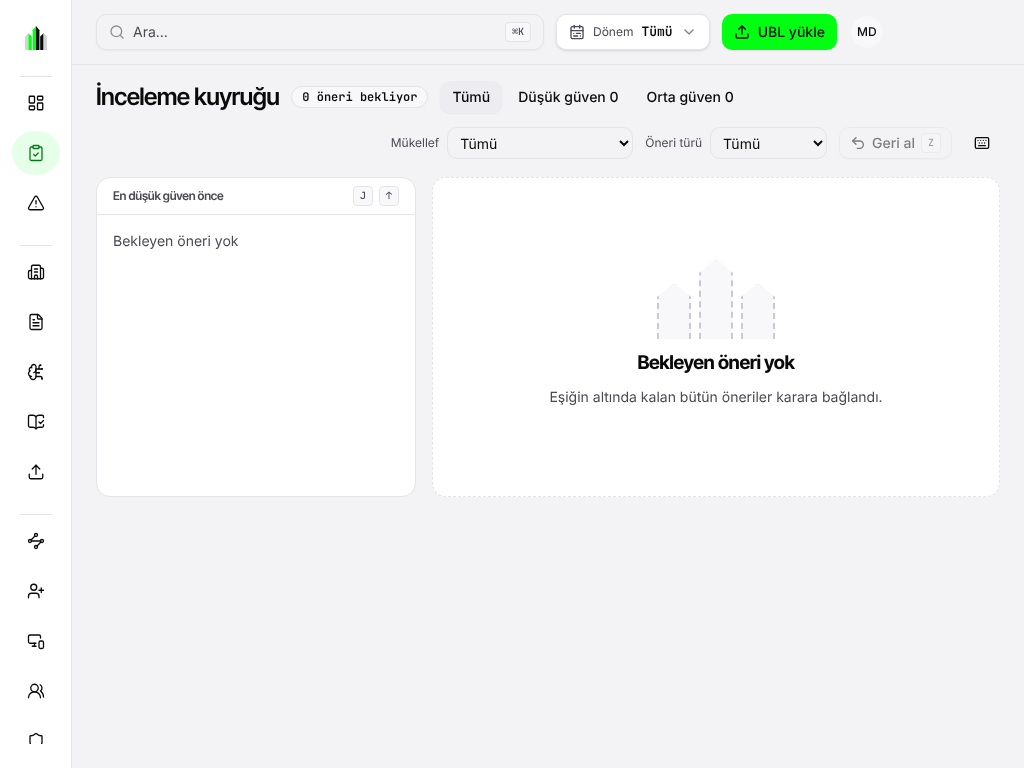 Ara...
⌘K
Dönem Tümü
UBL yükle
MD
İnceleme kuyruğu
0 öneri bekliyor
Tümü
Düşük güven 0
Orta güven 0
Mükellef
Tümü
Öneri türü
Tümü
Geri al Z
En düşük güven önce
J ↑
Bekleyen öneri yok
Bekleyen öneri yok
Eşiğin altında kalan bütün öneriler karara bağlandı.